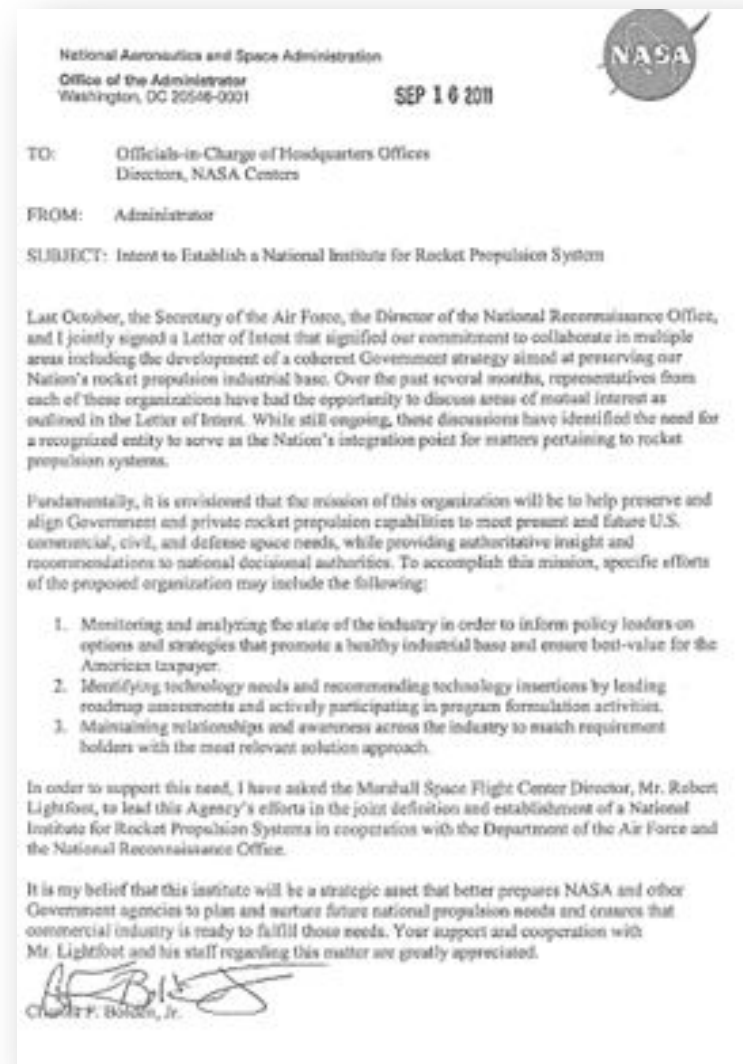 NASA
National Aeronautics and Space Administration
Office of the Administrator
Washington, DC 20546-0001
SEP 16 2011
TO: Officials-in-Charge of Headquarters Offices
Directors, NASA Centers
FROM: Administrator
SUBJECT: Intent to Establish a National Institute for Rocket Propulsion System
Last October, the Secretary of the Air Force, the Director of the National Reconnaissance Office,
and I jointly signed a Letter of Intent that signified our commitment to collaborate in multiple
areas including the development of a coherent Government strategy aimed at preserving our
Nation's rocket propulsion industrial base. Over the past several months, representatives from
each of these organizations have had the opportunity to discuss areas of mutual interest as
outlined in the Letter of Intent. While still ongoing, these discussions have identified the need for
a recognized entity to serve as the Nation's integration point for matters pertaining to rocket
propulsion systems.
Fundamentally, it is envisioned that the mission of this organization will be to help preserve and
align Government and private rocket propulsion capabilities to meet present and future U.S.
commercial, civil, and defense space needs, while providing authoritative insight and
recommendations to national decisional authorities. To accomplish this mission, specific efforts
of the proposed organization may include the following:
1. Monitoring and analyzing the state of the industry in order to inform policy leaders on
options and strategies that promote a healthy industrial base and ensure best-value for the
American taxpayer.
2. Identifying technology needs and recommending technology insertions by leading
roadmap assessments and actively participating in program formulation activities.
3. Maintaining relationships and awareness across the industry to match requirement
holders with the most relevant solution approach.
In order to support this need, I have asked the Marshall Space Flight Center Director, Mr. Robert
Lightfoot, to lead this Agency's efforts in the joint definition and establishment of a National
Institute for Rocket Propulsion Systems in cooperation with the Department of the Air Force and
the National Reconnaissance Office.
It is my belief that this institute will be a strategic asset that better prepares NASA and other
Government agencies to plan and nurture future national propulsion needs and ensures that
commercial industry is ready to fulfill those needs. Your support and cooperation with
Mr. Lightfoot and his staff regarding this matter are greatly appreciated.
Charles F. Bolden, Jr.